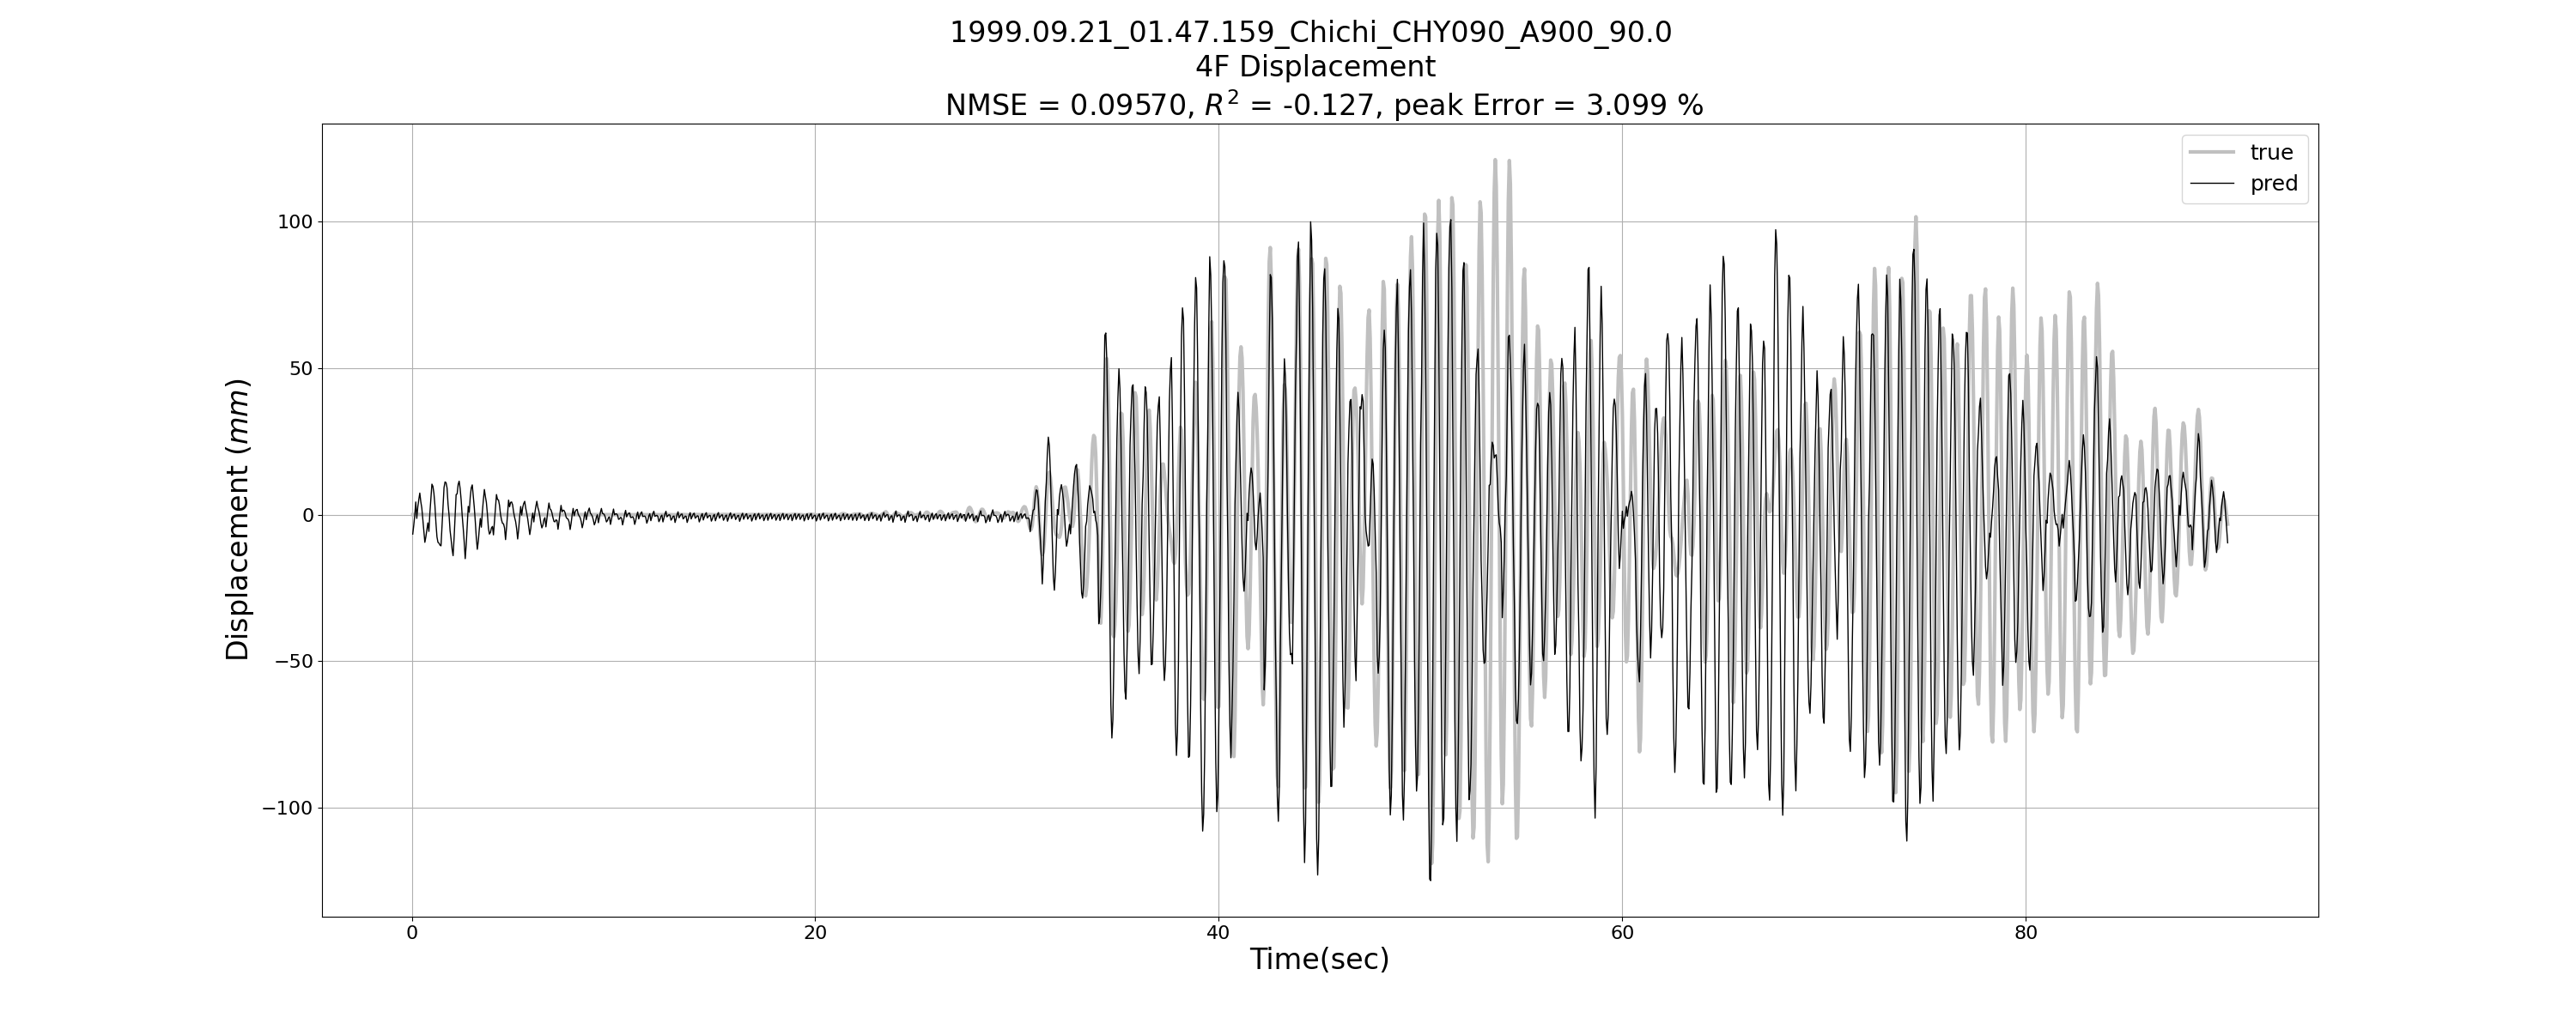 1999.09.21_01.47.159_Chichi_CHY090_A900_90.0
4F Displacement
NMSE = 0.09570, R² = -0.127, peak Error = 3.099 %
true
pred
Displacement (mm)
100
50
0
−50
−100
0 20 40 60 80
Time(sec)